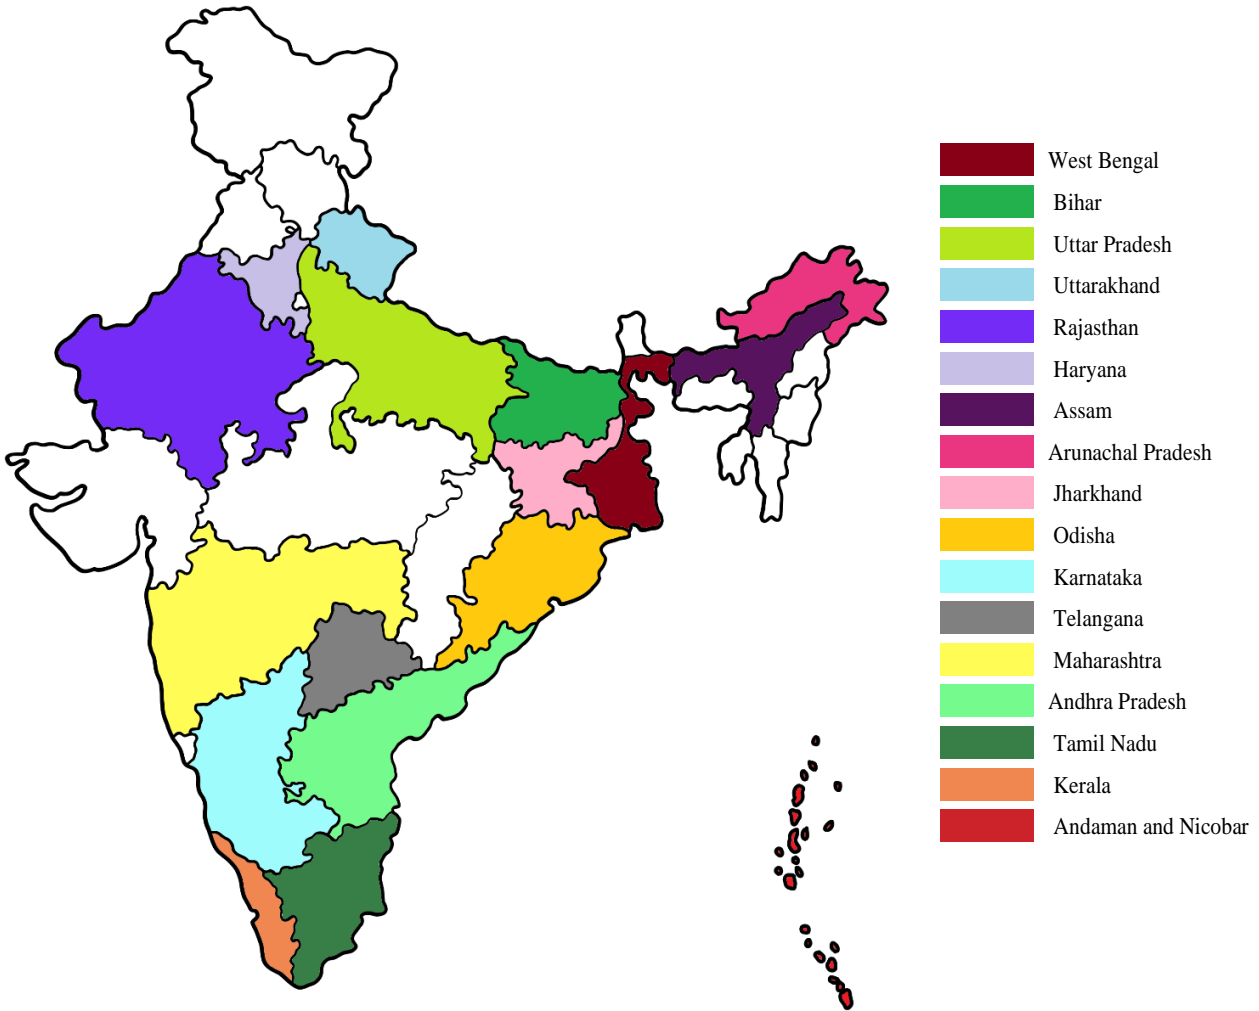 West Bengal
Bihar
Uttar Pradesh
Uttarakhand
Rajasthan
Haryana
Assam
Arunachal Pradesh
Jharkhand
Odisha
Karnataka
Telangana
Maharashtra
Andhra Pradesh
Tamil Nadu
Kerala
Andaman and Nicobar